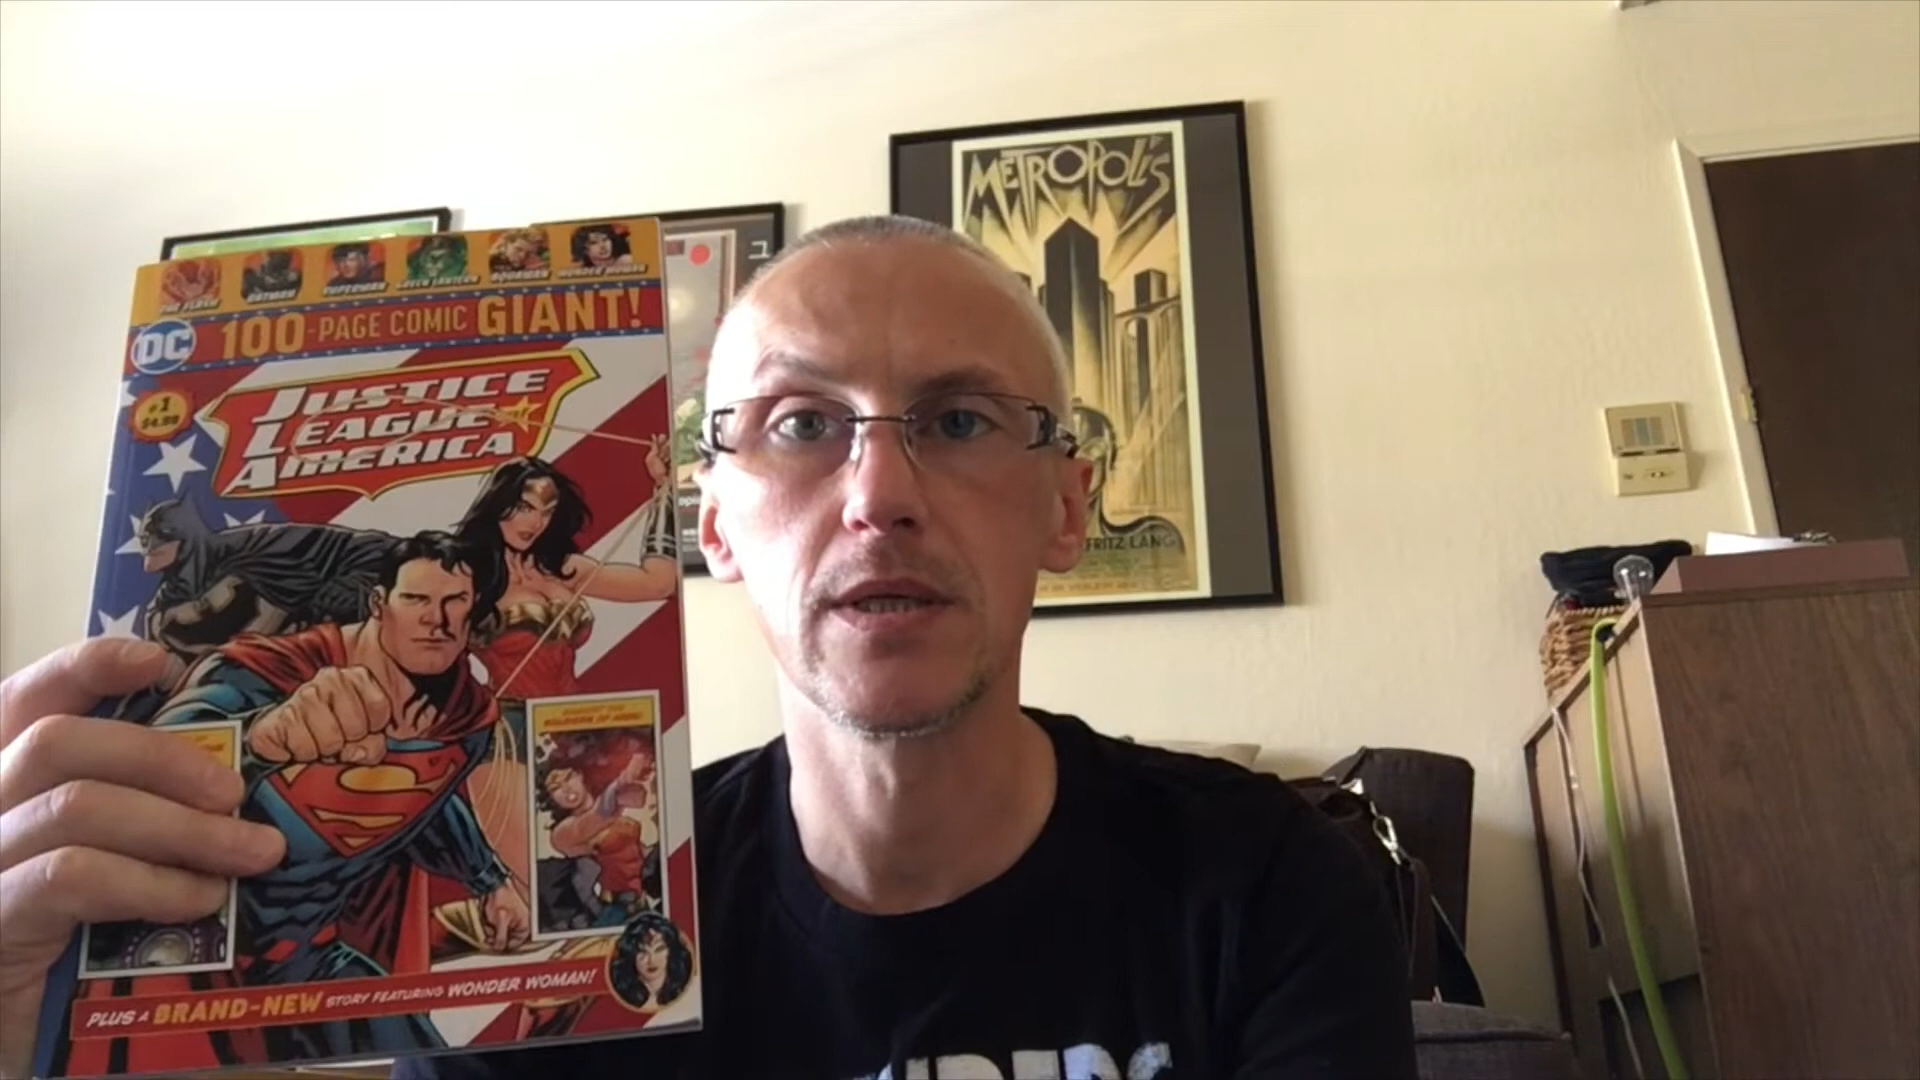 THE FLASH BATMAN SUPERMAN GREEN LANTERN AQUAMAN WONDER WOMAN
DC 100-PAGE COMIC GIANT!
#1
$4.99
JUSTICE
LEAGUE of
AMERICA
PLUS A BRAND-NEW STORY FEATURING WONDER WOMAN!
METROPOLIS
FRITZ LANG